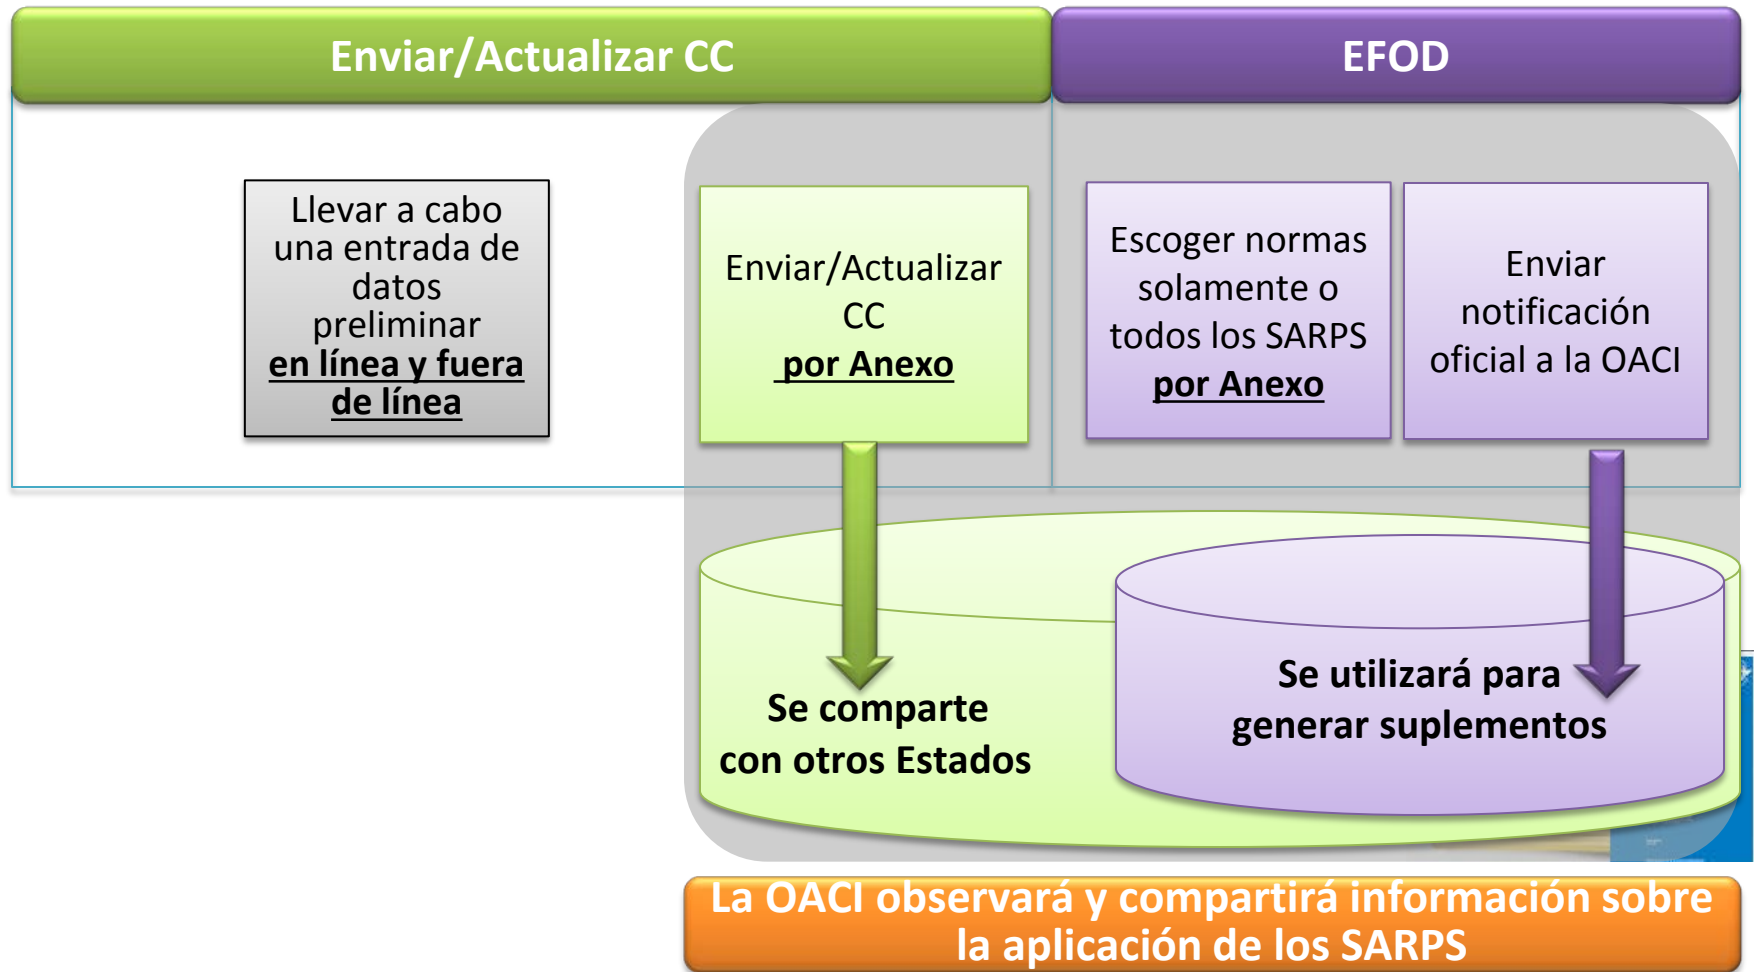 Enviar/Actualizar CC
EFOD
Llevar a cabo
una entrada de
datos
preliminar
en línea y fuera
de línea
Enviar/Actualizar
CC
por Anexo
Escoger normas
solamente o
todos los SARPS
por Anexo
Enviar
notificación
oficial a la OACI
Se comparte
con otros Estados
Se utilizará para
generar suplementos
La OACI observará y compartirá información sobre
la aplicación de los SARPS